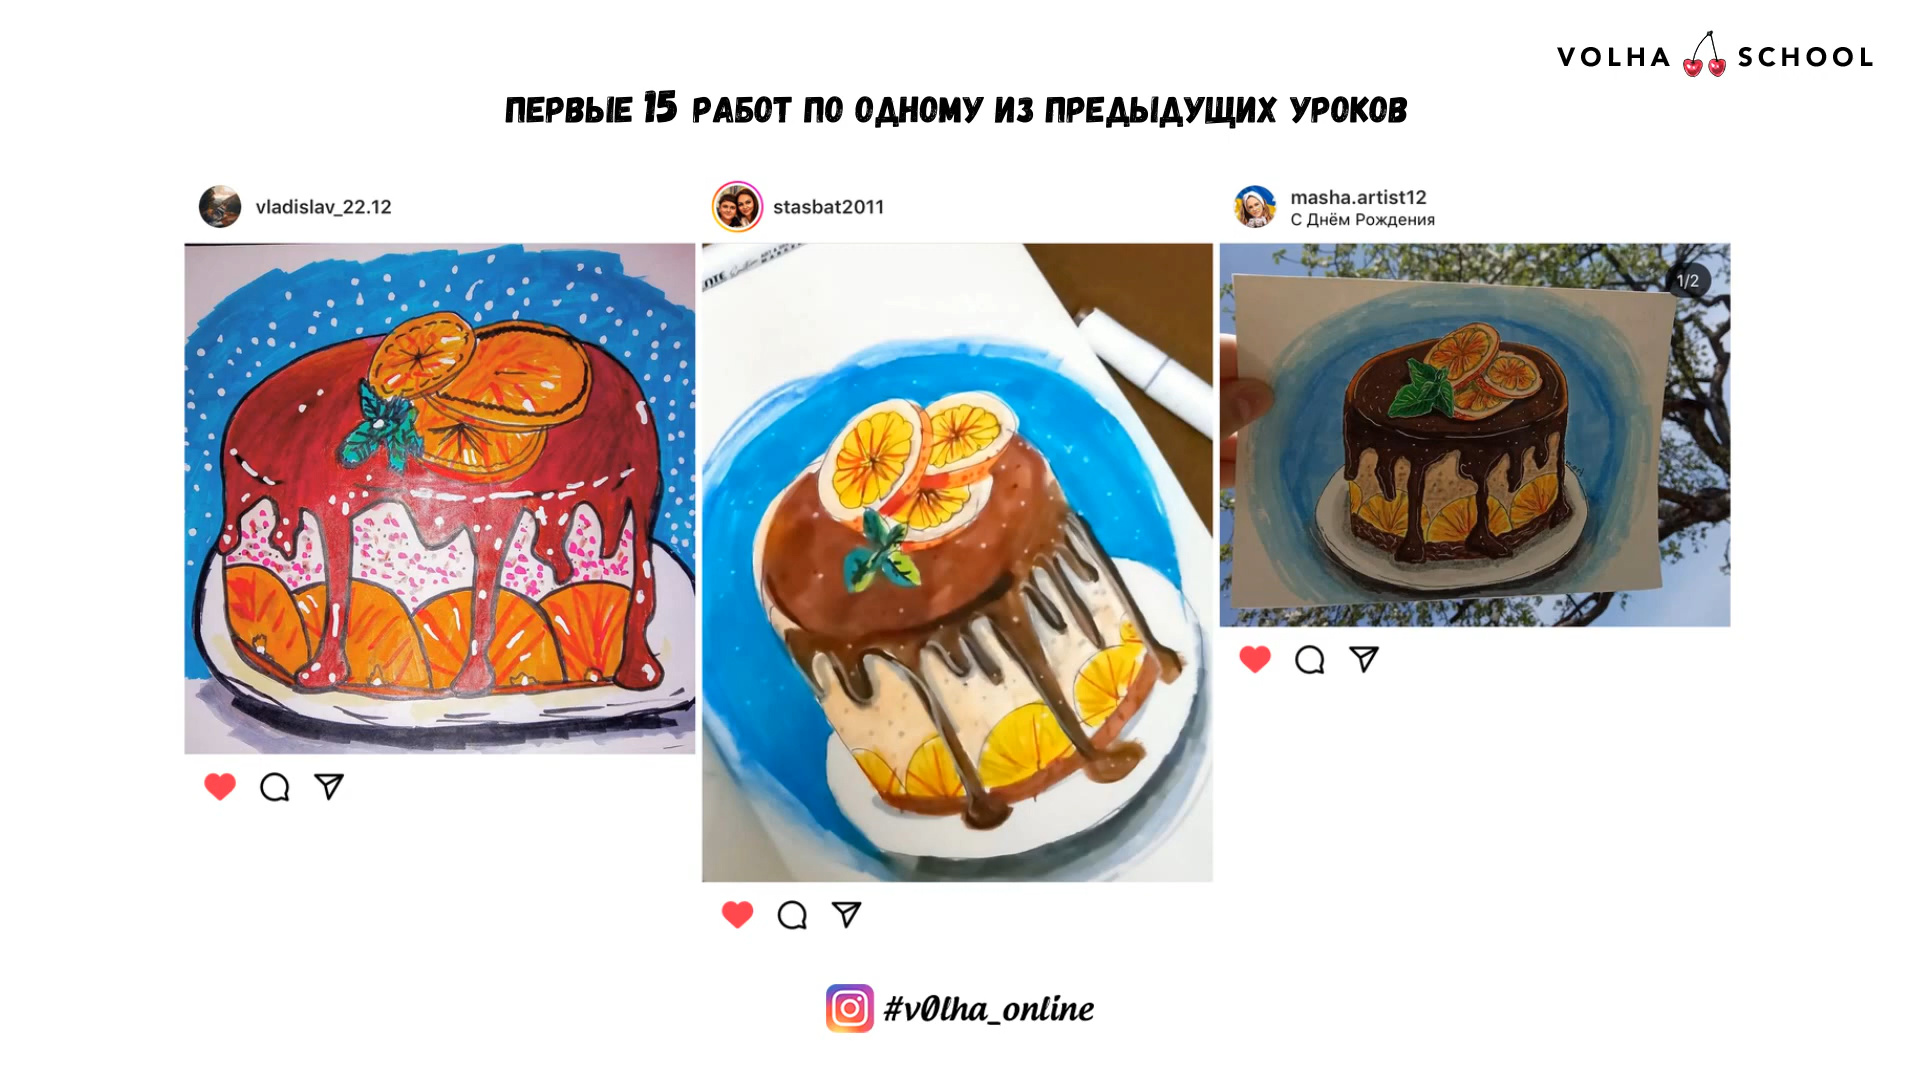 VOLHA SCHOOL
ПЕРВЫЕ 15 РАБОТ ПО ОДНОМУ ИЗ ПРЕДЫДУЩИХ УРОКОВ
vladislav_22.12
stasbat2011
masha.artist12
С Днём Рождения
1/2
#v0lha_online